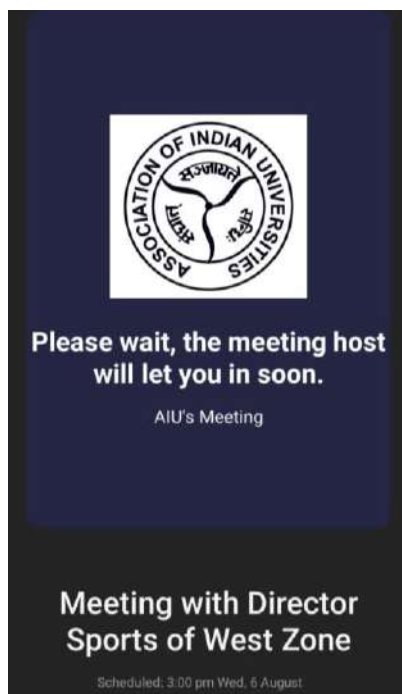 ASSOCIATION OF INDIAN UNIVERSITIES
Please wait, the meeting host
will let you in soon.
AIU's Meeting
Meeting with Director
Sports of West Zone
Scheduled: 3:00 pm Wed, 6 August